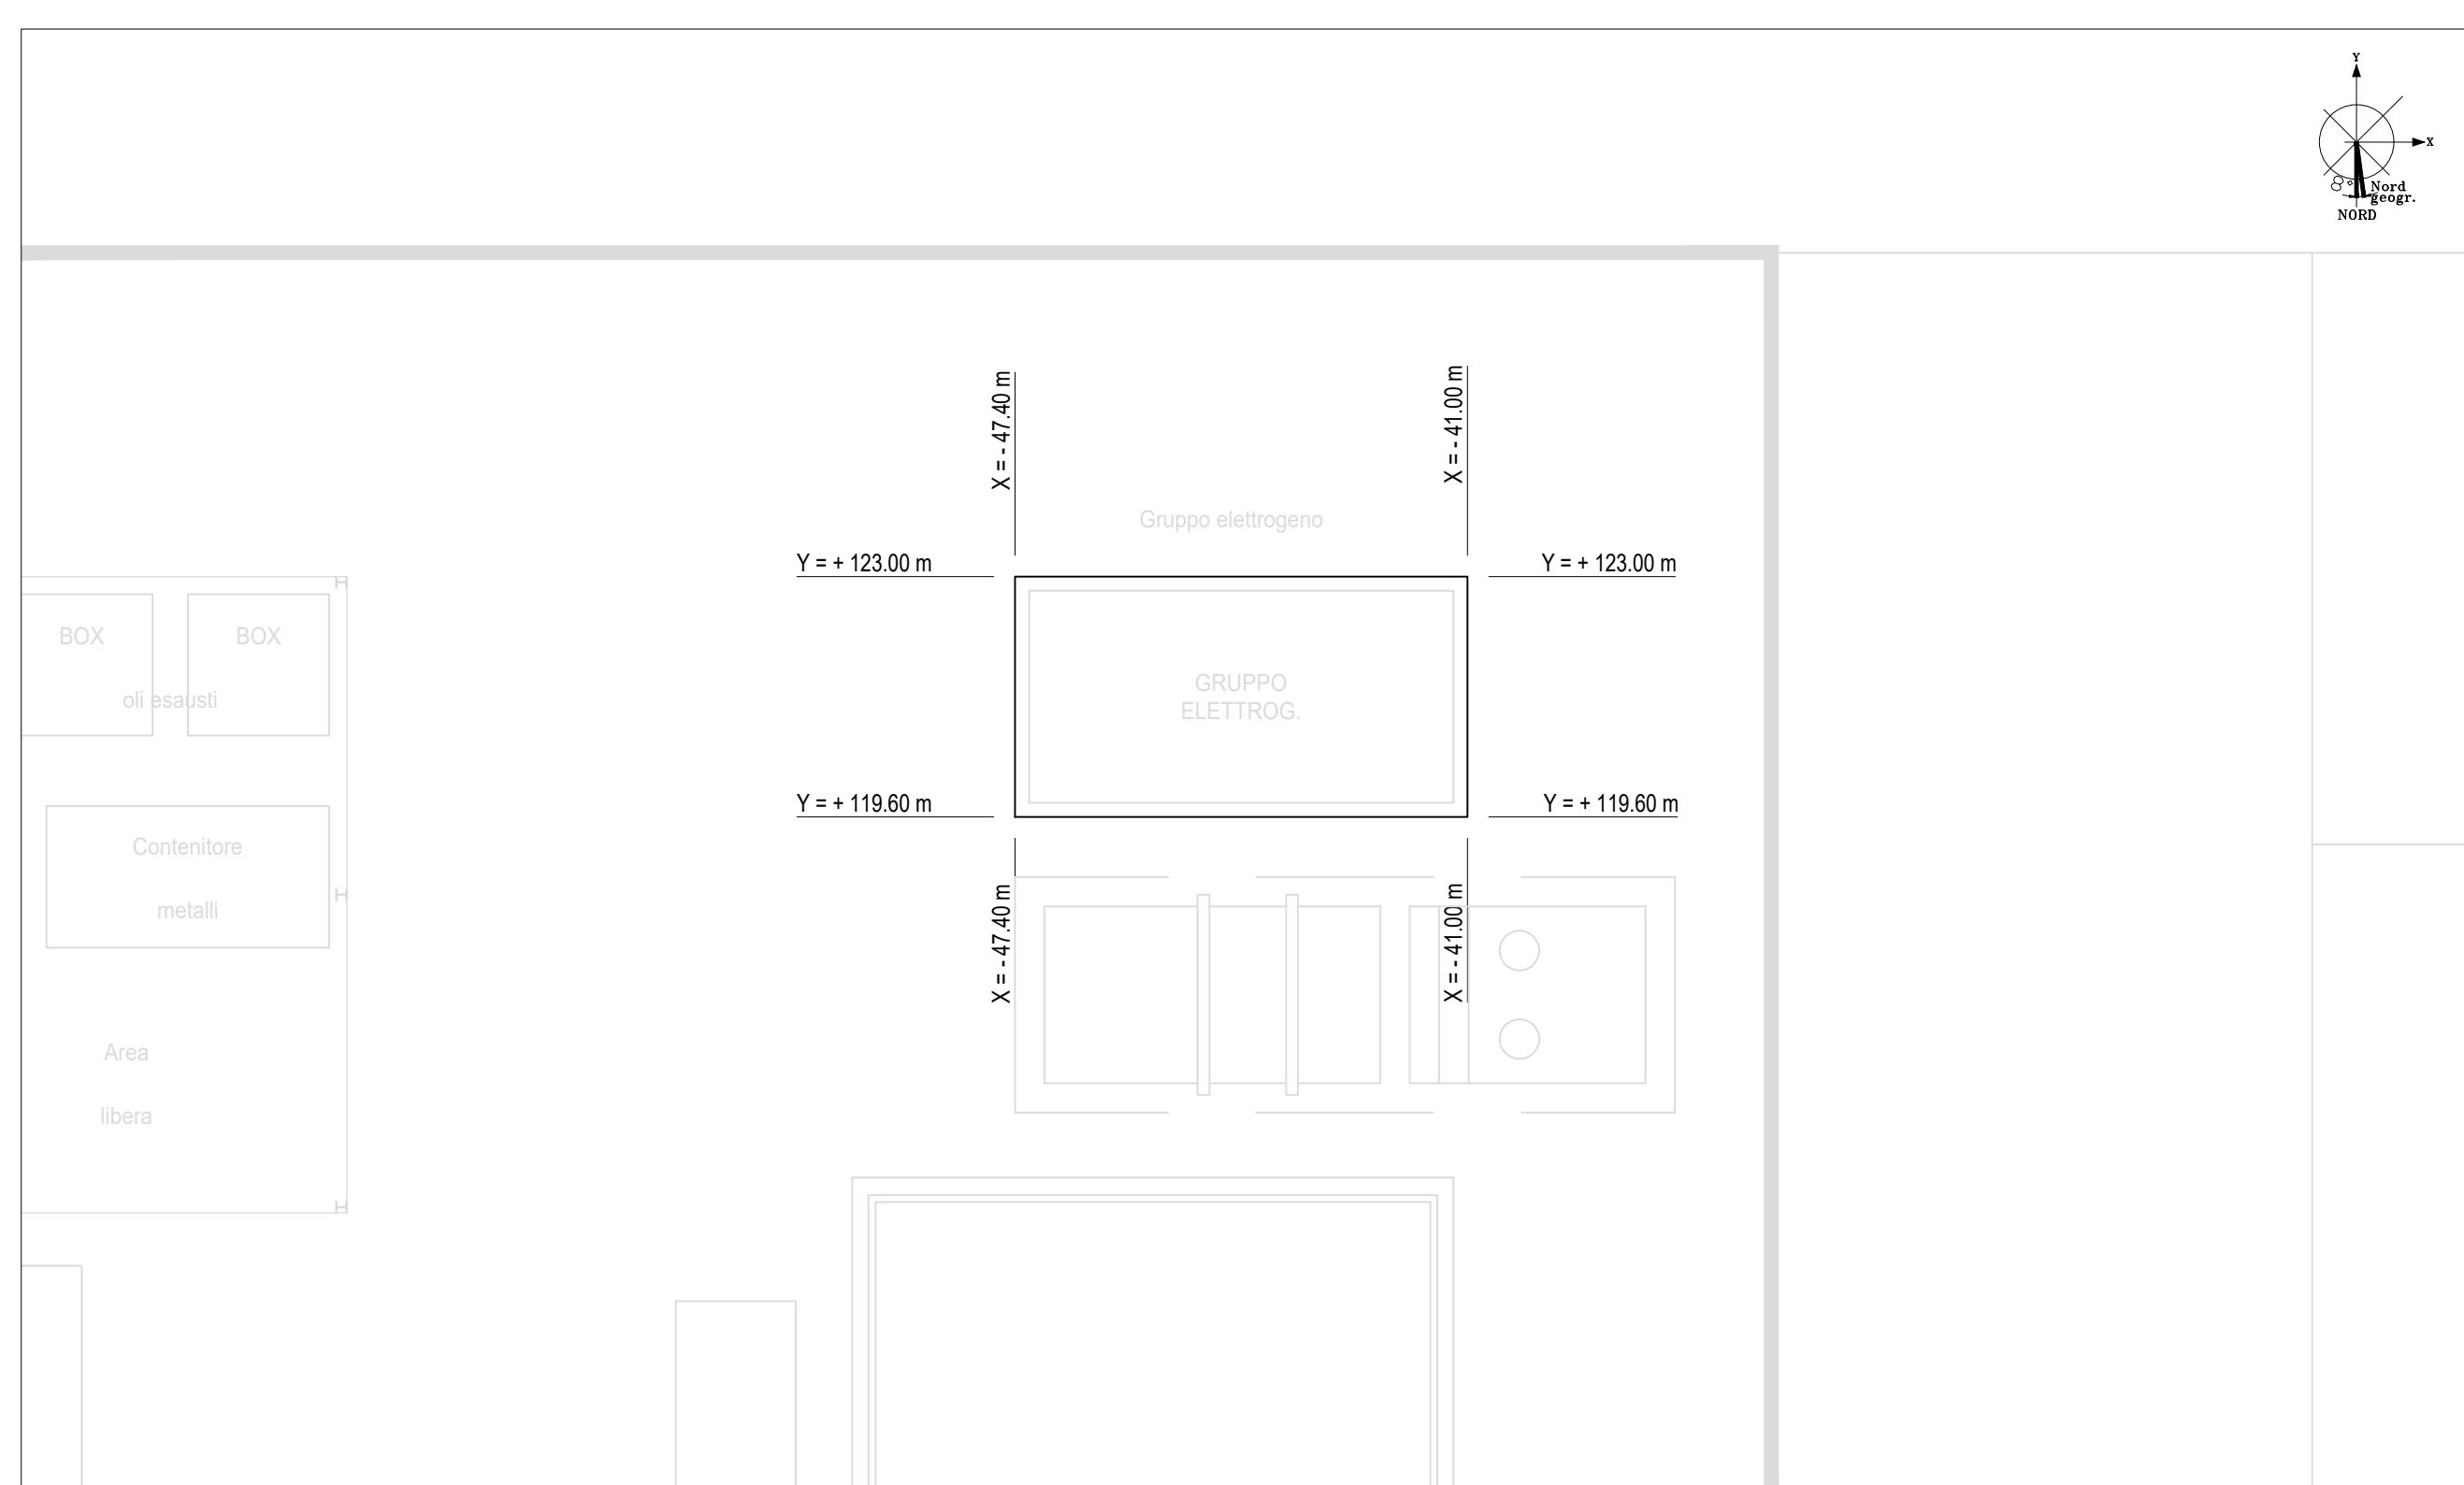 Y
X
8°
Nord
geogr.
NORD
X = - 47.40 m
X = - 41.00 m
Gruppo elettrogeno
Y = + 123.00 m
Y = + 123.00 m
BOX
BOX
oli esausti
GRUPPO
ELETTROG.
Y = + 119.60 m
Y = + 119.60 m
Contenitore
metalli
X = - 47.40 m
X = - 41.00 m
Area
libera